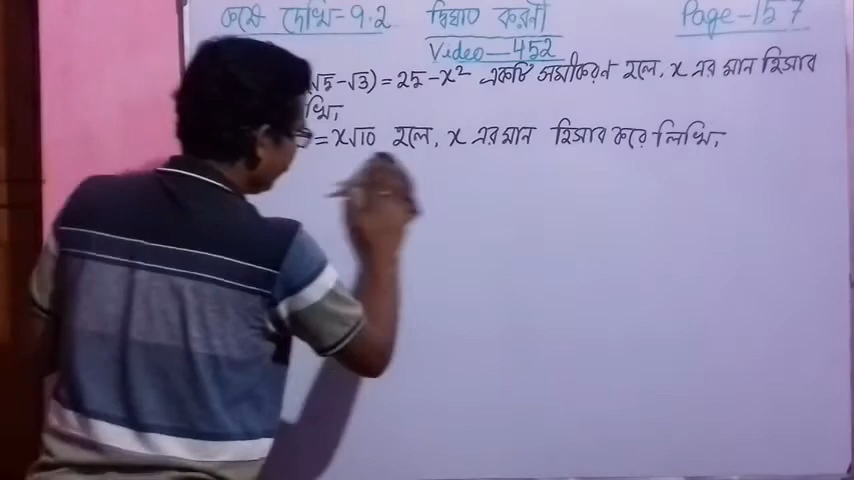 কষে দেখি-9.2 দ্বিঘাত করণী Page-157
Video-452
(√5-√3) = 25-x² একটি সমীকরণ হলে, x এর মান হিসাব
খি,
= x√10 হলে, x এর মান হিসাব করে লিখি,